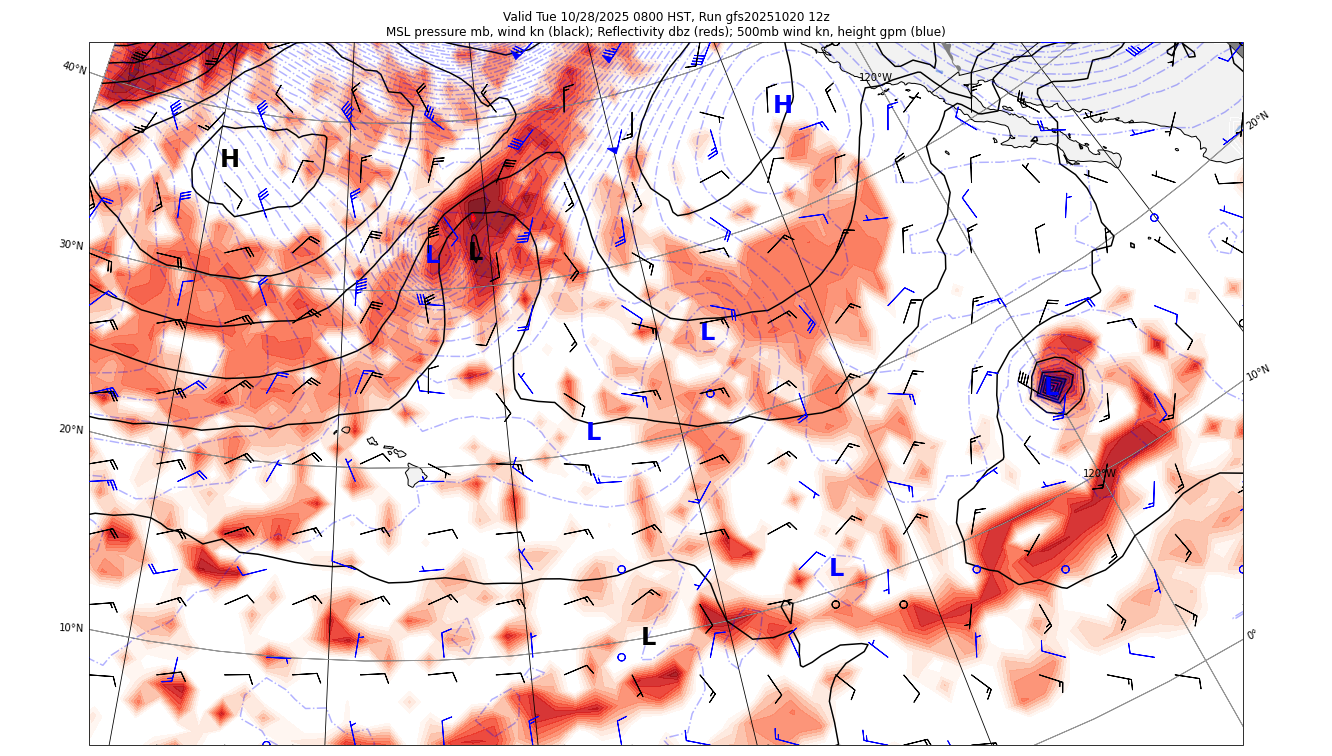 Valid Tue 10/28/2025 0800 HST, Run gfs20251020 12z
MSL pressure mb, wind kn (black); Reflectivity dbz (reds); 500mb wind kn, height gpm (blue)
40°N
120°W
H
20°N
H
30°N
L
L
L
10°N
20°N
L
120°W
L
10°N
L
0°